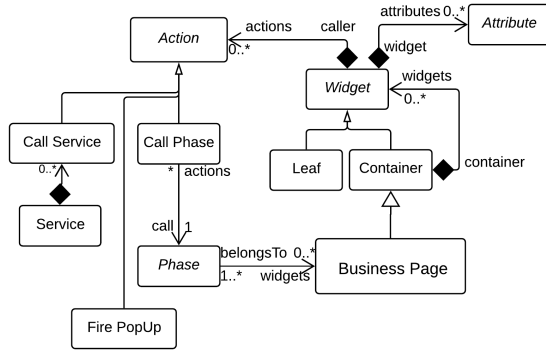 attributes 0..*
Attribute
actions
caller
Action
0..*
widget
Widget
widgets
0..*
Call Service
Call Phase
Leaf
Container
container
0..*
* actions
Service
call 1
belongsTo 0..*
Phase
Business Page
1..* widgets
Fire PopUp